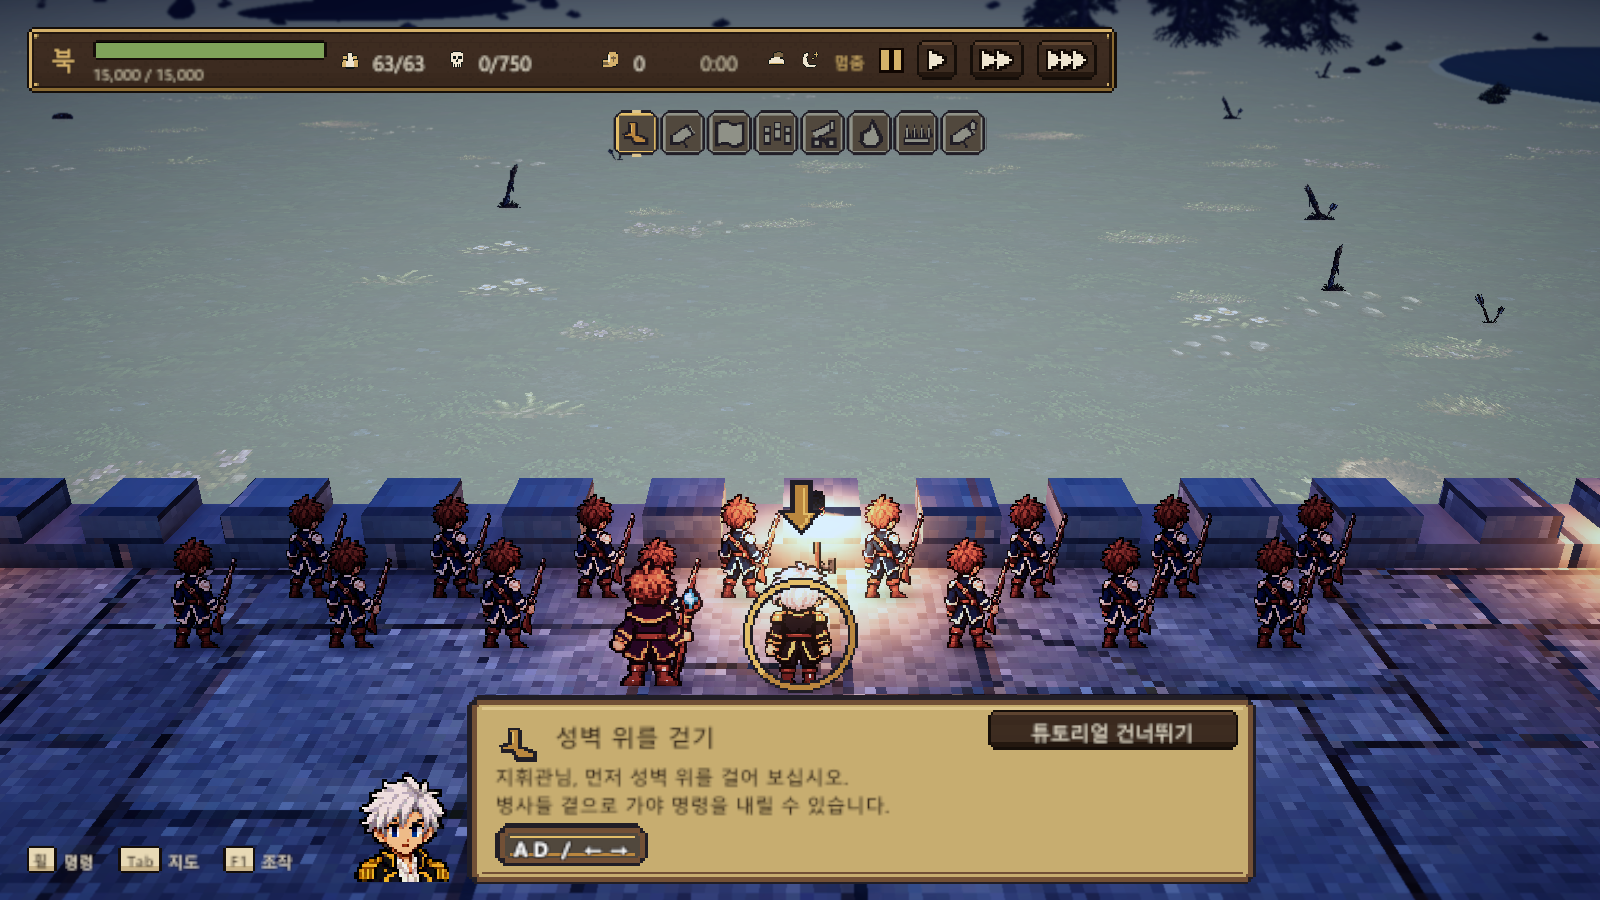 북
15,000 / 15,000
63/63
0/750
0
0:00
멈춤
성벽 위를 걷기
튜토리얼 건너뛰기
지휘관님, 먼저 성벽 위를 걸어 보십시오.
병사들 곁으로 가야 명령을 내릴 수 있습니다.
A D / ← →
휠 명령
Tab 지도
F1 조작